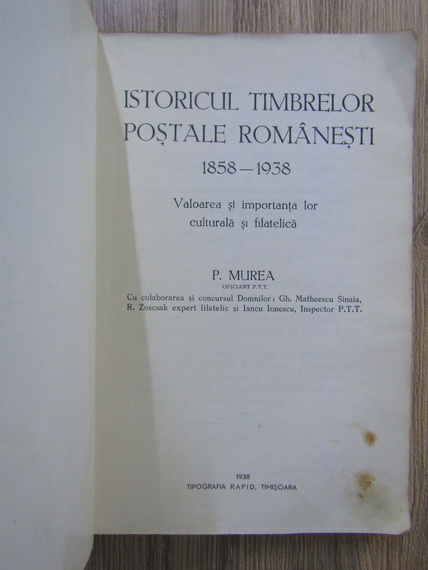 ISTORICUL TIMBRELOR
POȘTALE ROMÂNEȘTI
1858 — 1938
Valoarea și importanța lor
culturală și filatelică
P. MUREA
OFICIANT P.T.T.
Cu colaborarea și concursul Domnilor: Gh. Matheescu Sinaia,
R. Zoscsak expert filatelic și Iancu Ionescu, Inspector P.T.T.
1938
TIPOGRAFIA RAPID, TIMIȘOARA